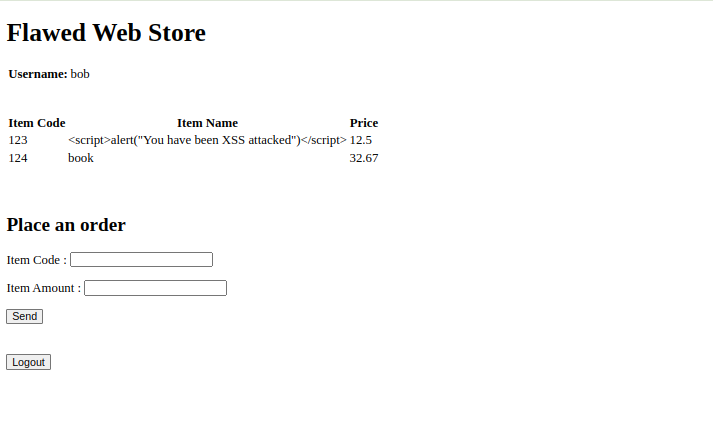 Flawed Web Store
Username: bob
Item Code Item Name Price
123 <script>alert("You have been XSS attacked")</script> 12.5
124 book 32.67
Place an order
Item Code :
Item Amount :
Send
Logout